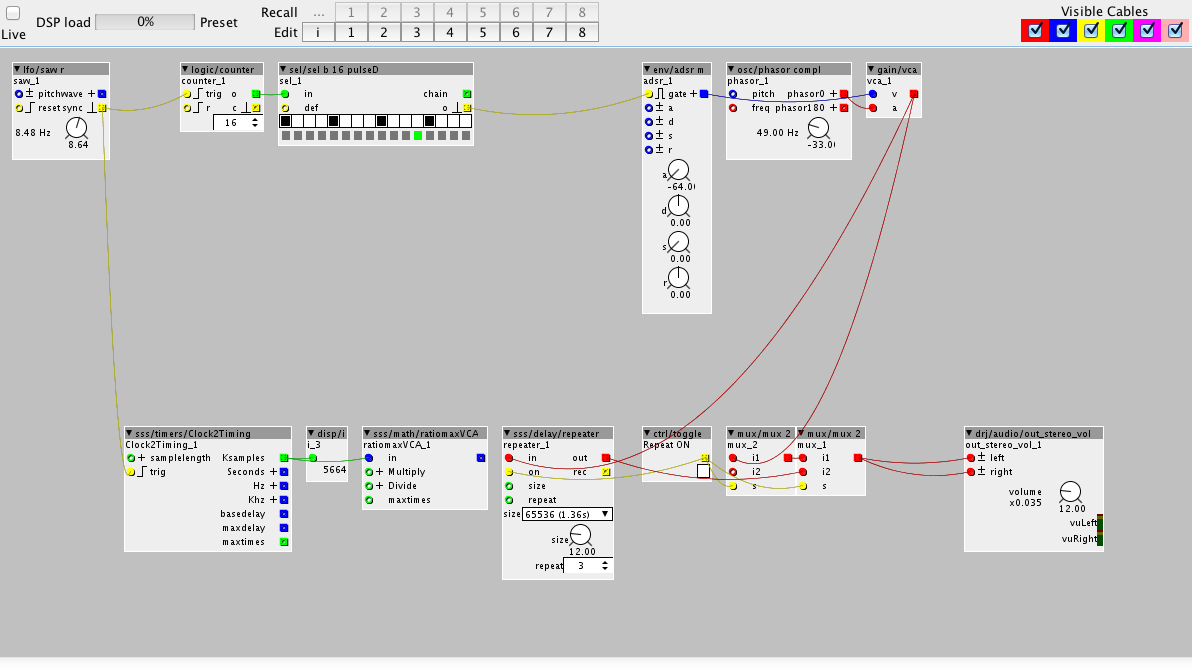 Live
DSP load
0%
Preset
Recall
... 1 2 3 4 5 6 7 8
Edit
i 1 2 3 4 5 6 7 8
Visible Cables
lfo/saw r
saw_1
pitch wave +
reset sync
8.48 Hz
8.64
logic/counter
counter_1
trig o
r c
16
sel/sel b 16 pulseD
sel_1
in chain
def o
env/adsr m
adsr_1
gate +
a
d
s
r
a
-64.0
d
0.00
s
0.00
r
0.00
osc/phasor compl
phasor_1
pitch phasor0 +
freq phasor180 +
49.00 Hz
-33.0
gain/vca
vca_1
v
a
sss/timers/Clock2Timing
Clock2Timing_1
+ samplelength Ksamples
trig Seconds +
Hz +
Khz +
basedelay
maxdelay
maxtimes
disp/i
i_3
5664
sss/math/ratiomaxVCA
ratiomaxVCA_1
in
+ Multiply
+ Divide
maxtimes
sss/delay/repeater
repeater_1
in out
on rec
size
repeat
size 65536 (1.36s)
size
12.00
repeat 3
ctrl/toggle
Repeat ON
mux/mux 2
mux_2
i1
i2
s
mux/mux 2
mux_1
i1
i2
s
drj/audio/out_stereo_vol
out_stereo_vol_1
left
right
volume
x0.035
12.00
vuLeft
vuRight